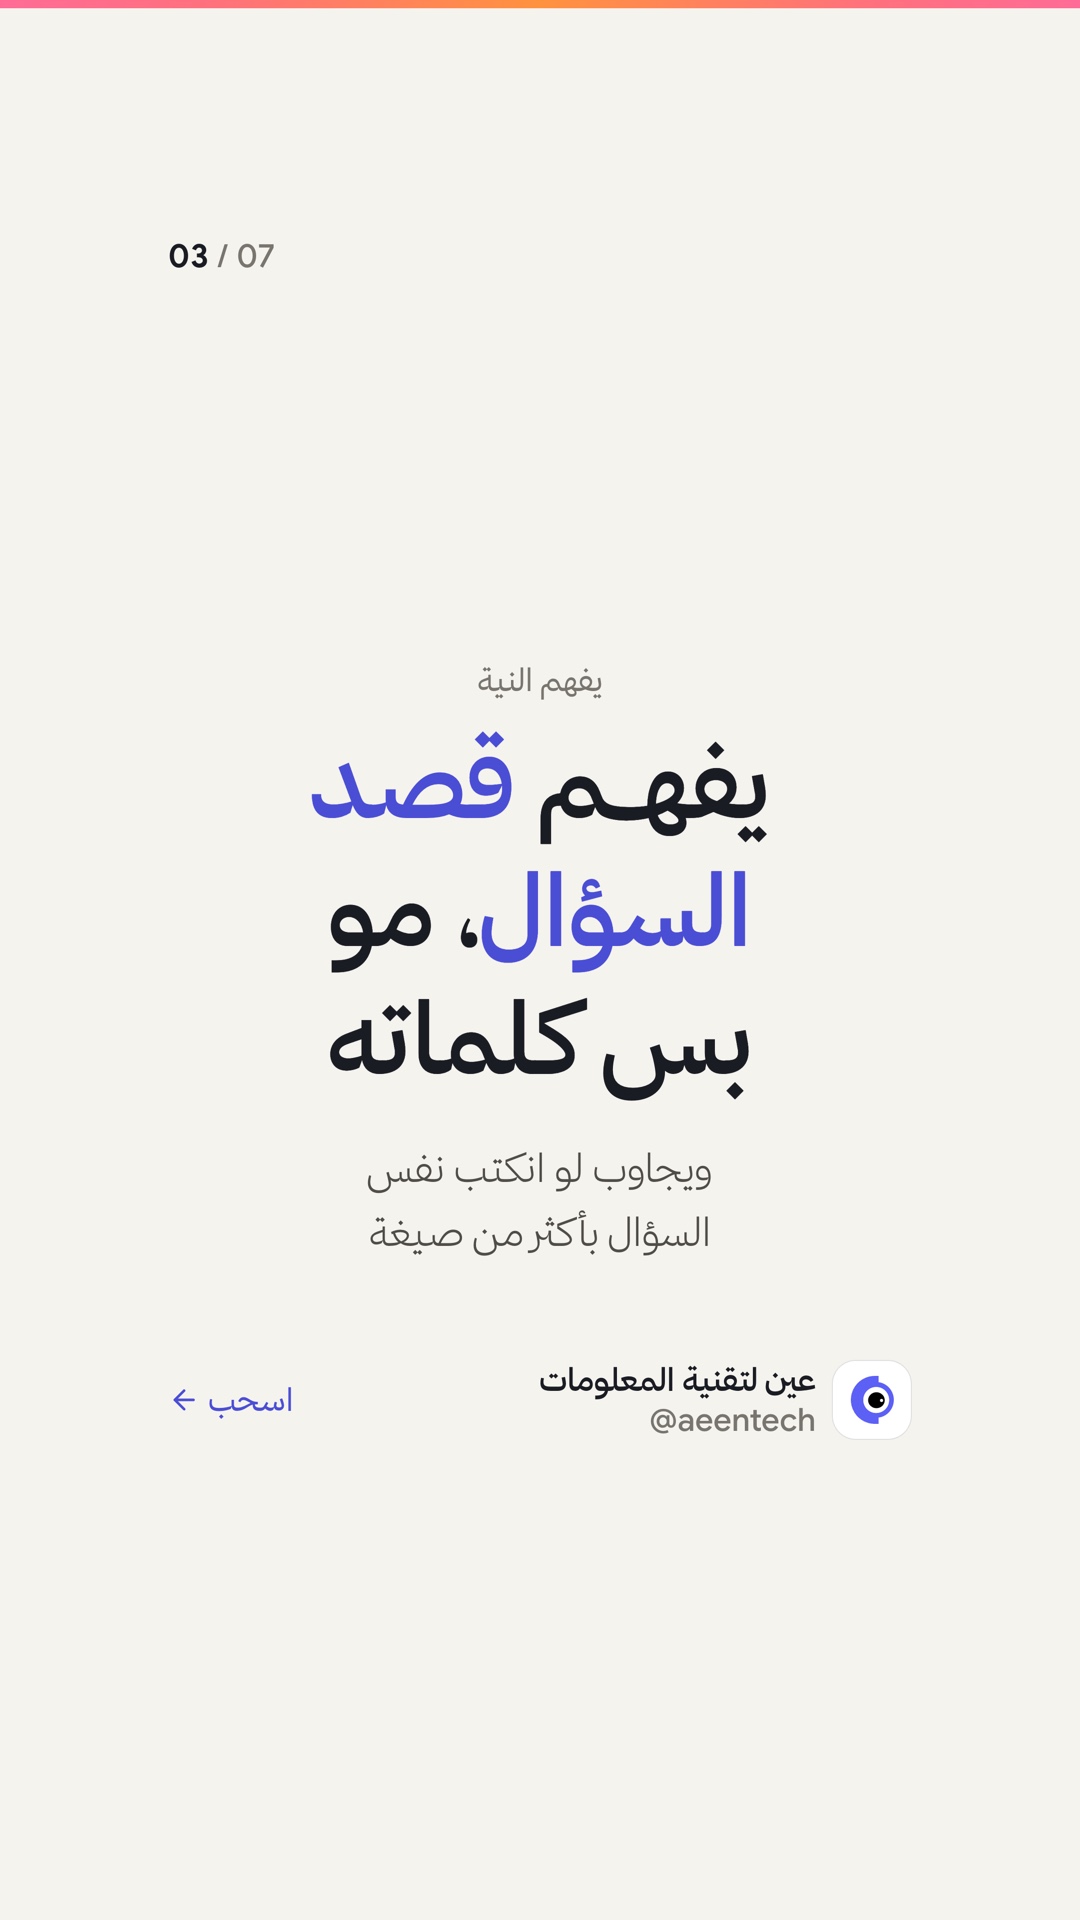 03 / 07
يفهم النية
يفهم قصد
السؤال، مو
بس كلماته
ويجاوب لو انكتب نفس
السؤال بأكثر من صيغة
عين لتقنية المعلومات
@aeentech
اسحب ←